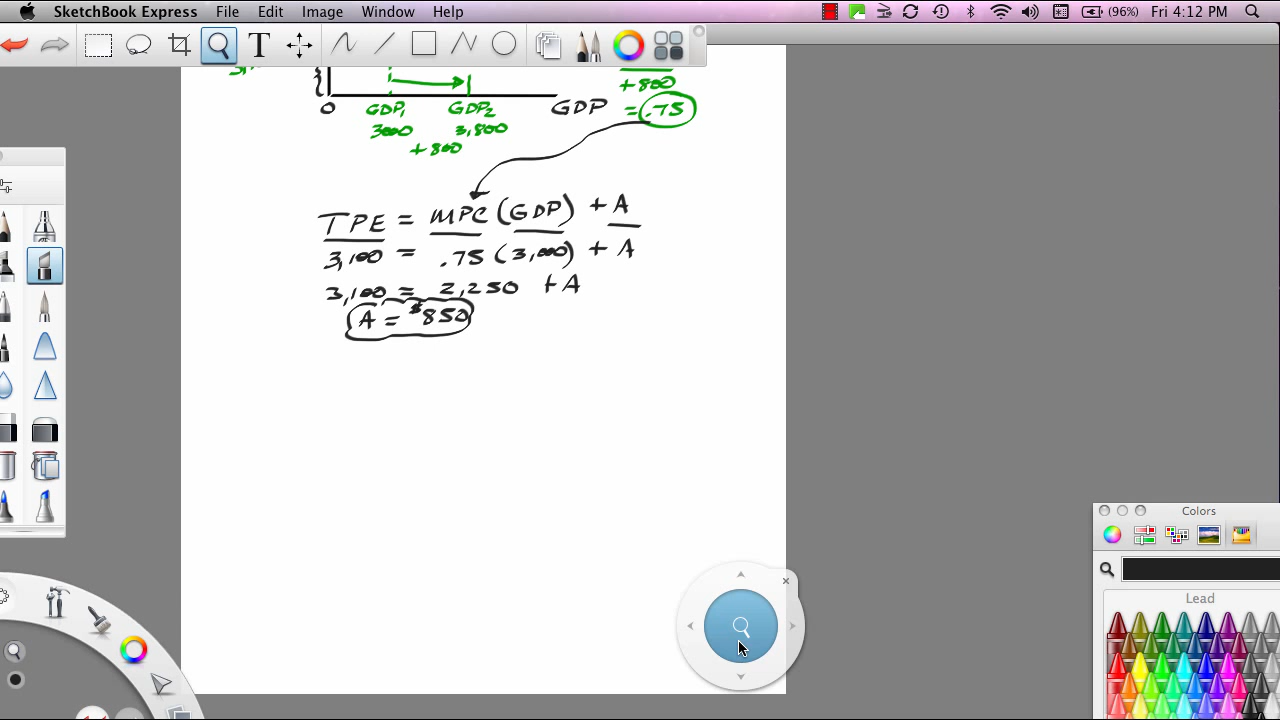 SketchBook Express File Edit Image Window Help (96%) Fri 4:12 PM
T
+800
0 GDP1 GDP2 GDP = .75
3000 3,800
+800
TPE = MPC (GDP) + A
3,100 = .75 (3,000) + A
3,100 = 2,250 + A
A = $850
Colors
Lead